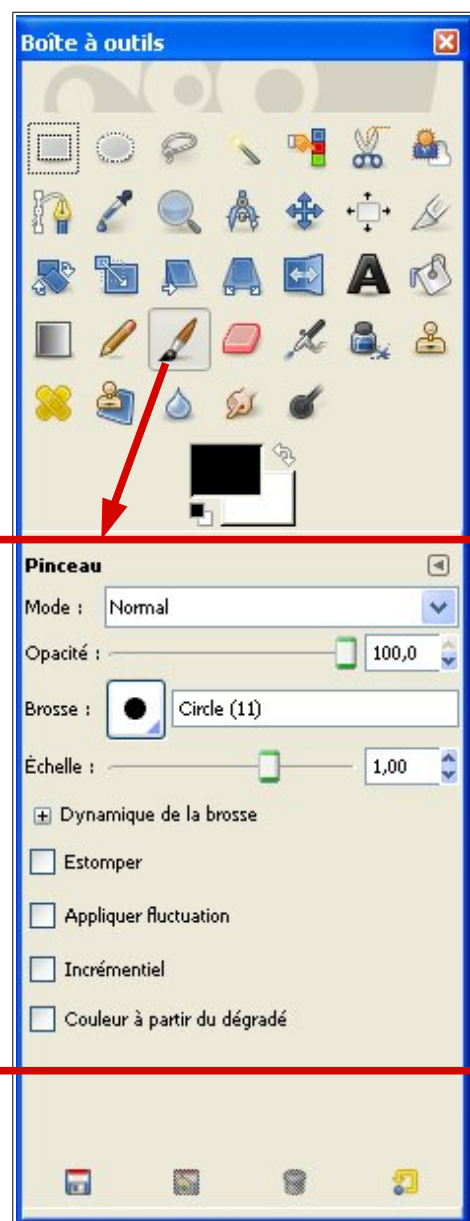 Boîte à outils
Pinceau
Mode : Normal
Opacité : 100,0
Brosse : Circle (11)
Échelle : 1,00
Dynamique de la brosse
Estomper
Appliquer fluctuation
Incrémentiel
Couleur à partir du dégradé